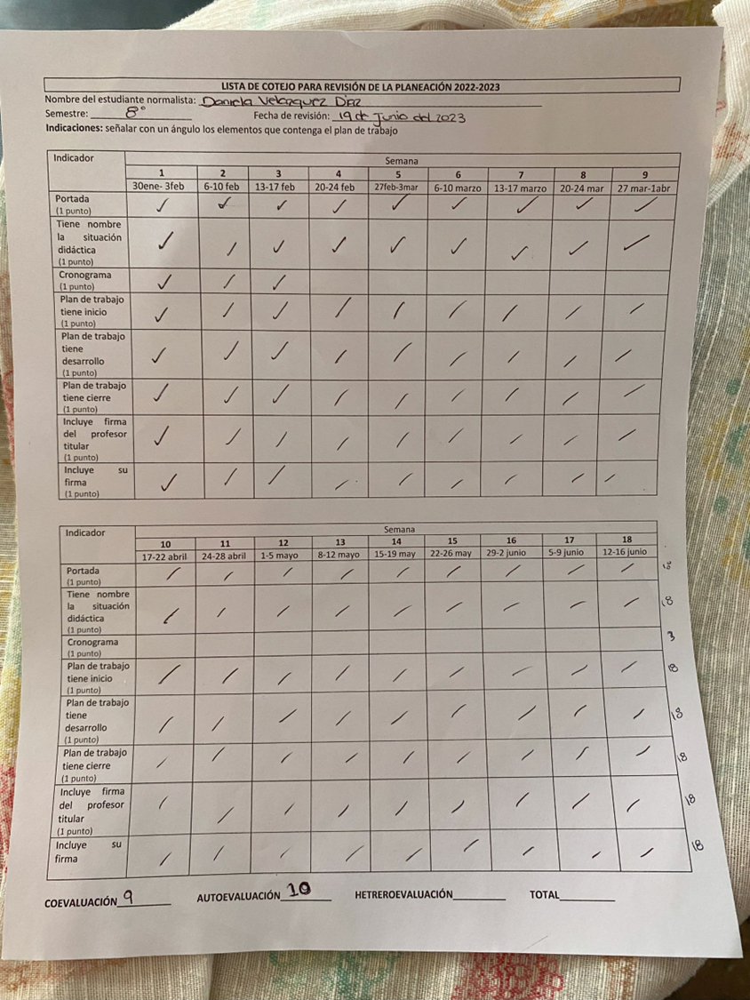 LISTA DE COTEJO PARA REVISIÓN DE LA PLANEACIÓN 2022-2023
Nombre del estudiante normalista: Daniela Velazquez Díaz
Semestre: 8° Fecha de revisión: 19 de Junio del 2023
Indicaciones: señalar con un ángulo los elementos que contenga el plan de trabajo
Indicador Semana
1 2 3 4 5 6 7 8 9
30ene- 3feb 6-10 feb 13-17 feb 20-24 feb 27feb-3mar 6-10 marzo 13-17 marzo 20-24 mar 27 mar-1abr
Portada
(1 punto)
Tiene nombre
la situación
didáctica
(1 punto)
Cronograma
(1 punto)
Plan de trabajo
tiene inicio
(1 punto)
Plan de trabajo
tiene
desarrollo
(1 punto)
Plan de trabajo
tiene cierre
(1 punto)
Incluye firma
del profesor
titular
(1 punto)
Incluye su
firma
(1 punto)
Indicador Semana
10 11 12 13 14 15 16 17 18
17-22 abril 24-28 abril 1-5 mayo 8-12 mayo 15-19 may 22-26 may 29-2 junio 5-9 junio 12-16 junio
Portada
(1 punto) 18
Tiene nombre
la situación 18
didáctica
(1 punto)
Cronograma 3
(1 punto)
Plan de trabajo 18
tiene inicio
(1 punto)
Plan de trabajo
tiene 18
desarrollo
(1 punto)
Plan de trabajo
tiene cierre 18
(1 punto)
Incluye firma
del profesor 18
titular
(1 punto)
Incluye su 18
firma
COEVALUACIÓN 9 AUTOEVALUACIÓN 10 HETREROEVALUACIÓN TOTAL